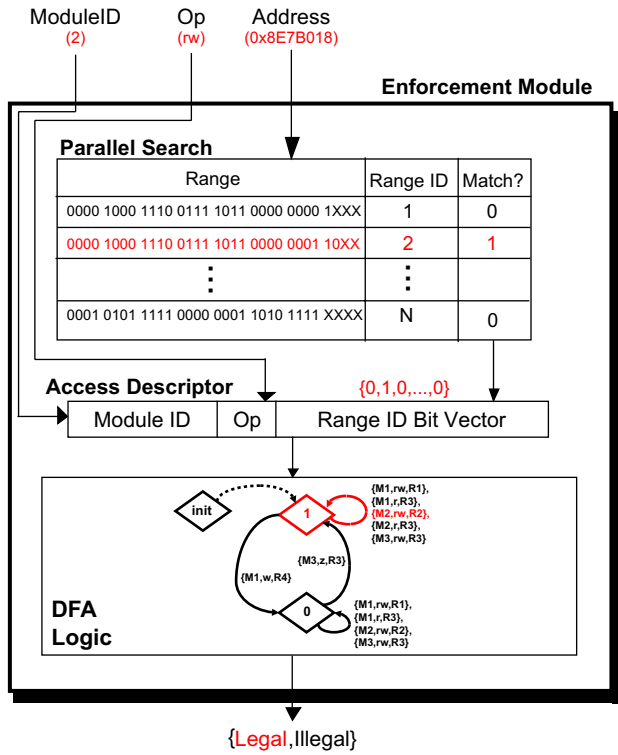 ModuleID Op Address
(2) (rw) (0x8E7B018)
Enforcement Module
Parallel Search
Range Range ID Match?
0000 1000 1110 0111 1011 0000 0000 1XXX 1 0
0000 1000 1110 0111 1011 0000 0001 10XX 2 1
0001 0101 1111 0000 0001 1010 1111 XXXX N 0
Access Descriptor {0,1,0,...,0}
Module ID Op Range ID Bit Vector
init
1
{M1,rw,R1},
{M1,r,R3},
{M2,rw,R2},
{M2,r,R3},
{M3,rw,R3}
{M3,z,R3}
{M1,w,R4}
0
{M1,rw,R1},
{M1,r,R3},
{M2,rw,R2},
{M3,rw,R3}
DFA
Logic
{Legal,Illegal}